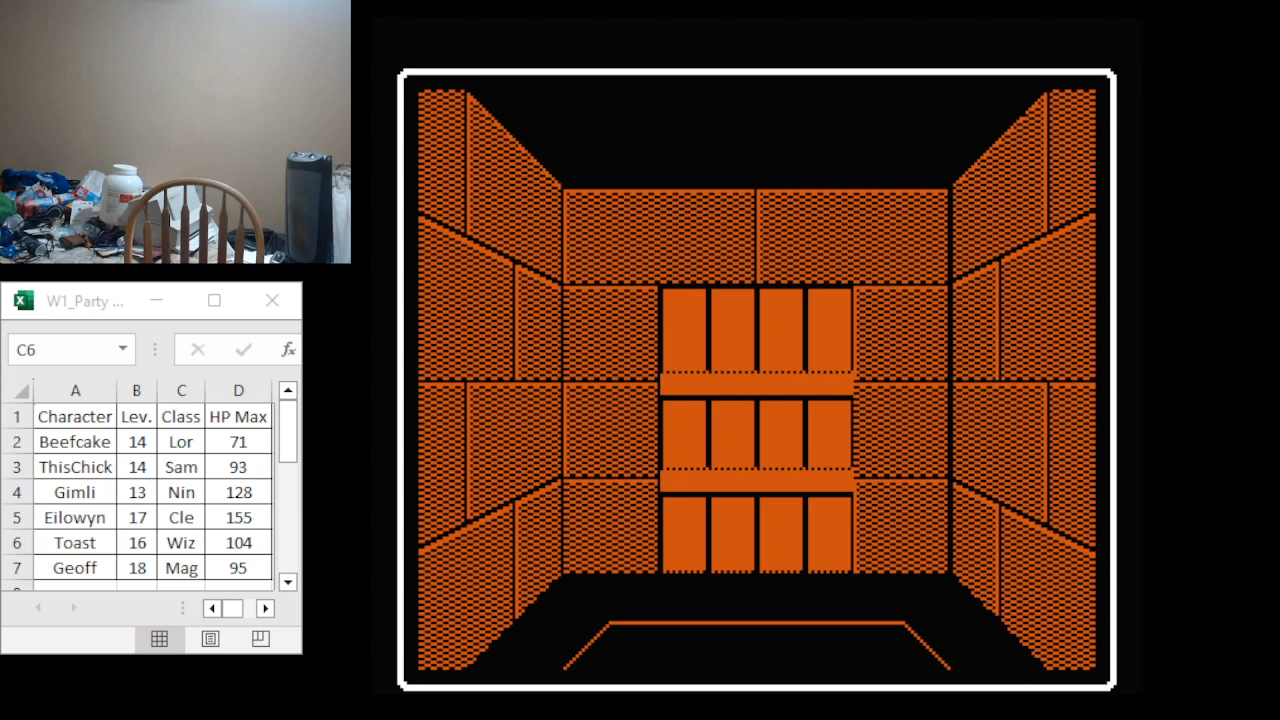 W1_Party ...
C6 fx
A B C D
1 Character Lev. Class HP Max
2 Beefcake 14 Lor 71
3 ThisChick 14 Sam 93
4 Gimli 13 Nin 128
5 Eilowyn 17 Cle 155
6 Toast 16 Wiz 104
7 Geoff 18 Mag 95